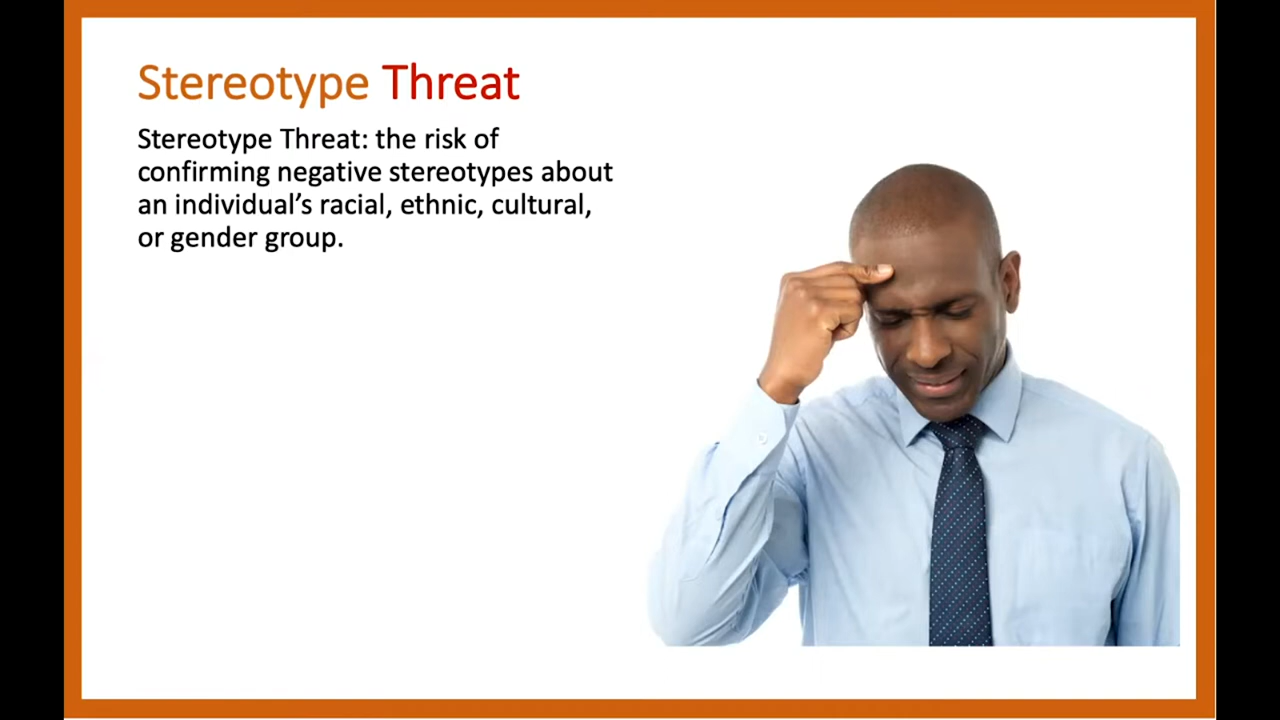 Stereotype Threat
Stereotype Threat: the risk of
confirming negative stereotypes about
an individual’s racial, ethnic, cultural,
or gender group.